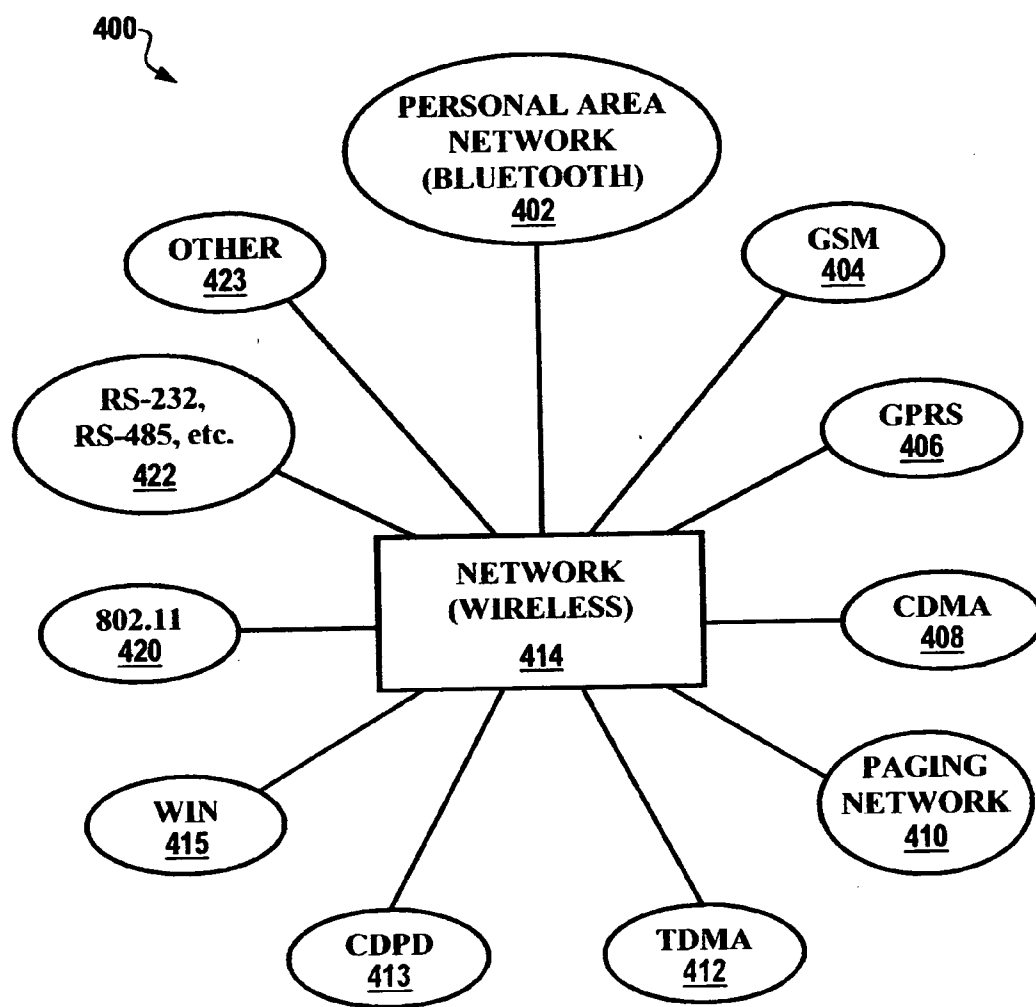 400
PERSONAL AREA
NETWORK
(BLUETOOTH)
402
OTHER
423
GSM
404
RS-232,
RS-485, etc.
422
GPRS
406
NETWORK
(WIRELESS)
414
802.11
420
CDMA
408
WIN
415
PAGING
NETWORK
410
CDPD
413
TDMA
412